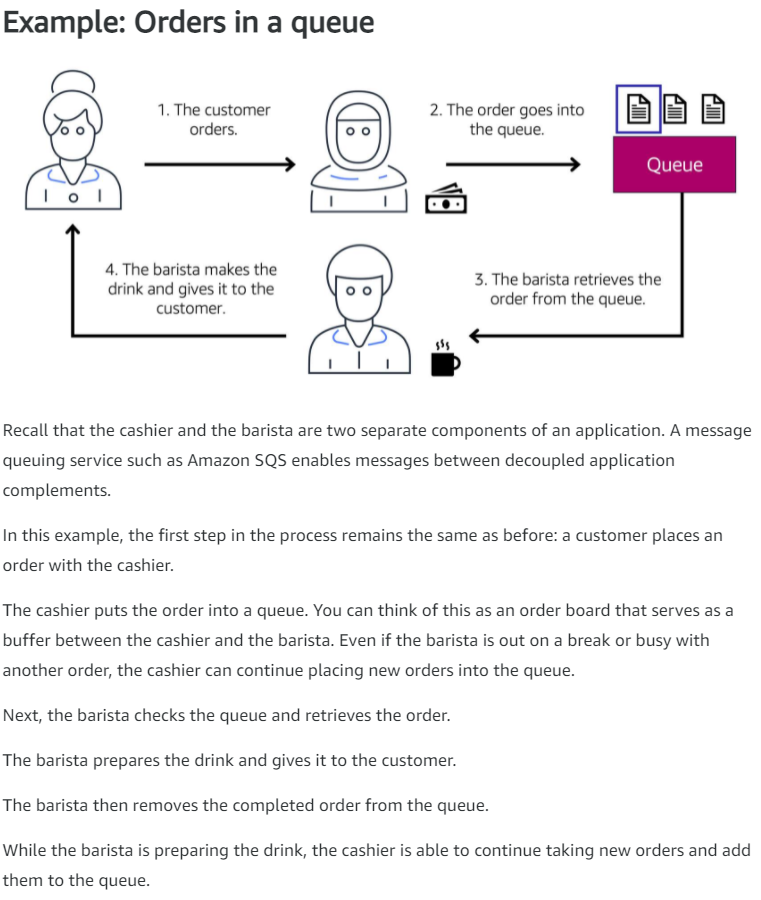 Example: Orders in a queue
1. The customer
orders.
2. The order goes into
the queue.
Queue
4. The barista makes the
drink and gives it to the
customer.
3. The barista retrieves the
order from the queue.
Recall that the cashier and the barista are two separate components of an application. A message
queuing service such as Amazon SQS enables messages between decoupled application
complements.
In this example, the first step in the process remains the same as before: a customer places an
order with the cashier.
The cashier puts the order into a queue. You can think of this as an order board that serves as a
buffer between the cashier and the barista. Even if the barista is out on a break or busy with
another order, the cashier can continue placing new orders into the queue.
Next, the barista checks the queue and retrieves the order.
The barista prepares the drink and gives it to the customer.
The barista then removes the completed order from the queue.
While the barista is preparing the drink, the cashier is able to continue taking new orders and add
them to the queue.